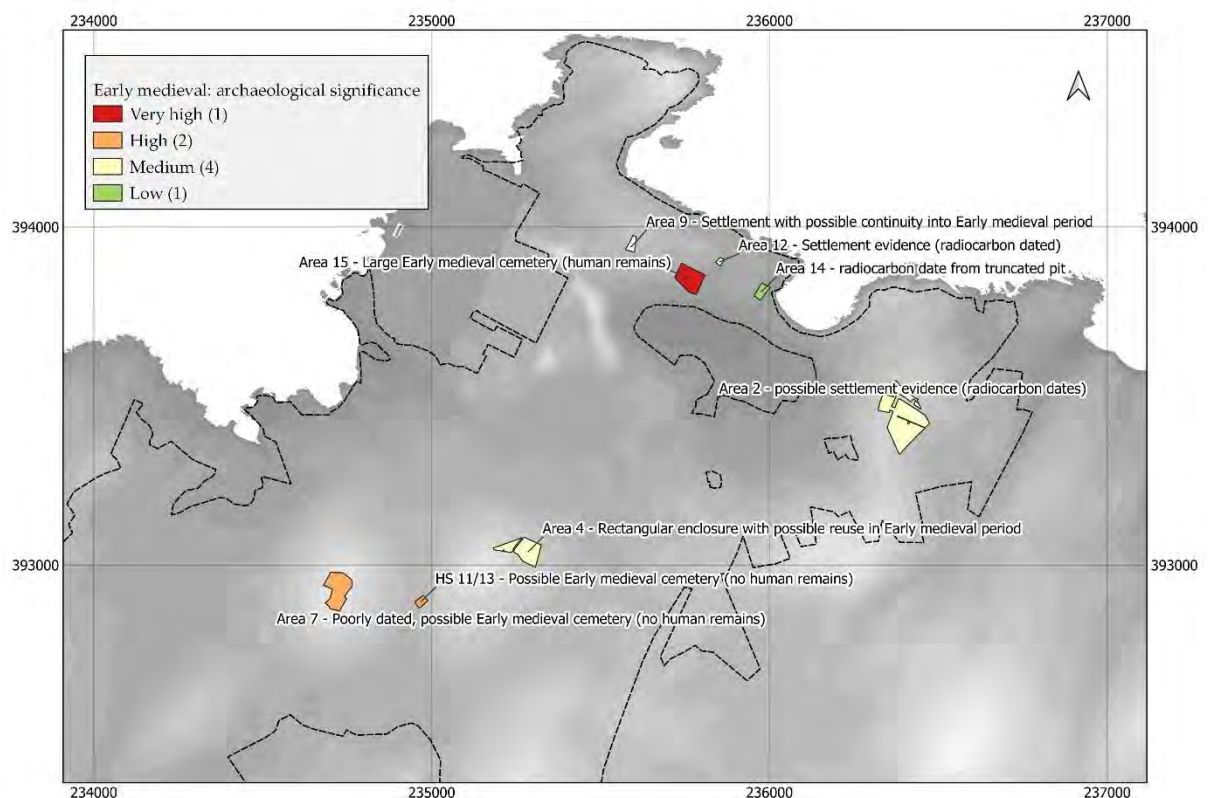 234000
235000
236000
237000
Early medieval: archaeological significance
Very high (1)
High (2)
Medium (4)
Low (1)
394000
394000
Area 9 - Settlement with possible continuity into Early medieval period
Area 12 - Settlement evidence (radiocarbon dated)
Area 15 - Large Early medieval cemetery (human remains)
Area 14 - radiocarbon date from truncated pit
Area 2 - possible settlement evidence (radiocarbon dates)
Area 4 - Rectangular enclosure with possible reuse in Early medieval period
393000
393000
HS 11/13 - Possible Early medieval cemetery (no human remains)
Area 7 - Poorly dated, possible Early medieval cemetery (no human remains)
234000
235000
236000
237000